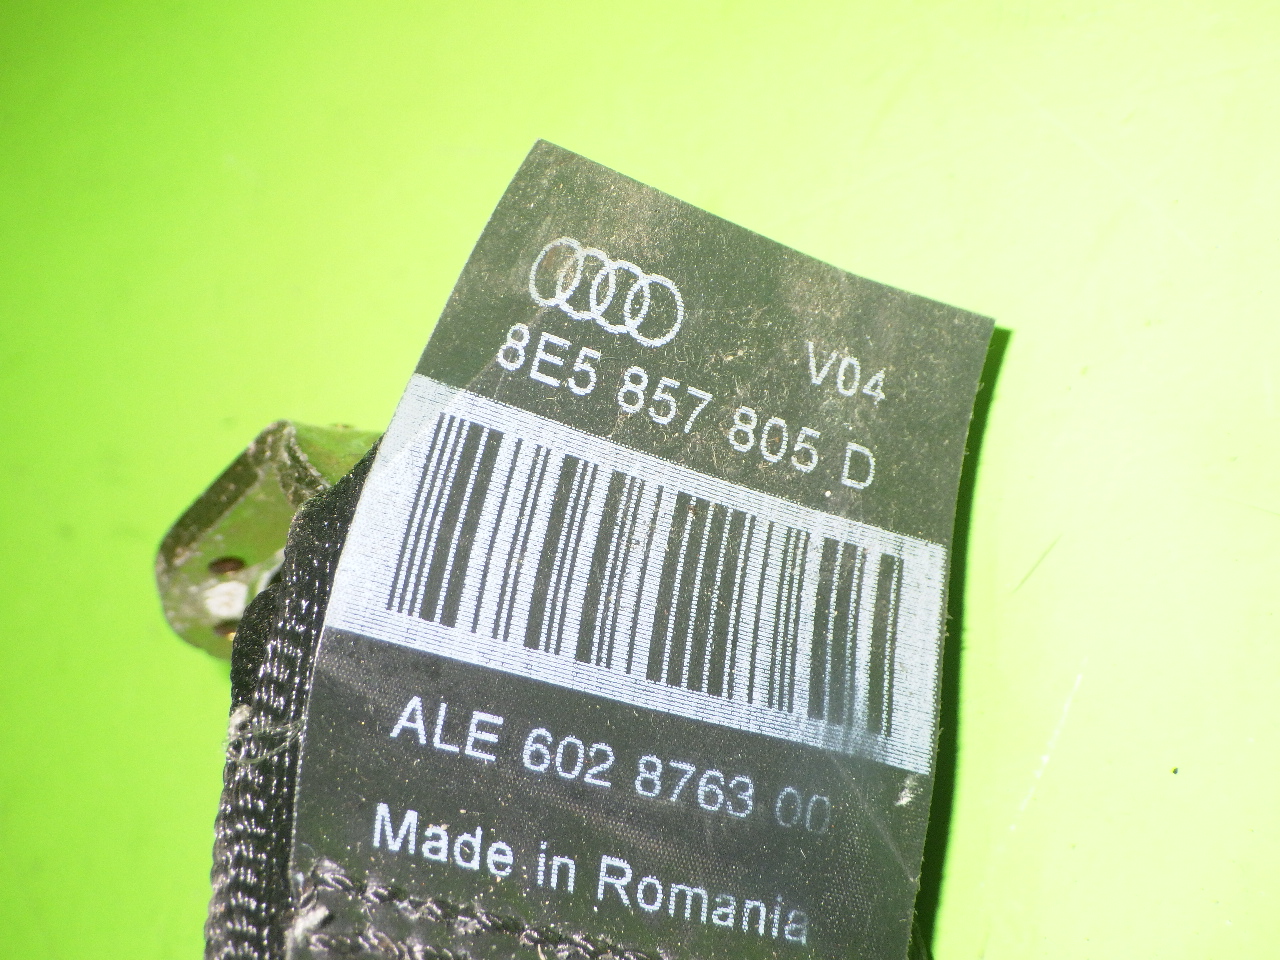 V04
8E5 857 805 D
ALE 602 8763 00
Made in Romania